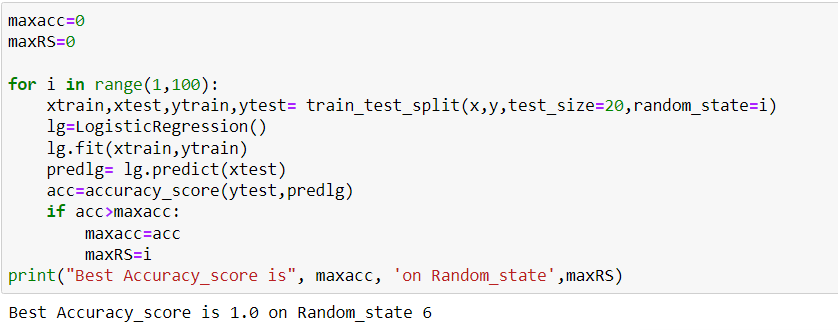 maxacc=0
maxRS=0
for i in range(1,100):
    xtrain,xtest,ytrain,ytest= train_test_split(x,y,test_size=20,random_state=i)
    lg=LogisticRegression()
    lg.fit(xtrain,ytrain)
    predlg= lg.predict(xtest)
    acc=accuracy_score(ytest,predlg)
    if acc>maxacc:
        maxacc=acc
        maxRS=i
print("Best Accuracy_score is", maxacc, 'on Random_state',maxRS)
Best Accuracy_score is 1.0 on Random_state 6